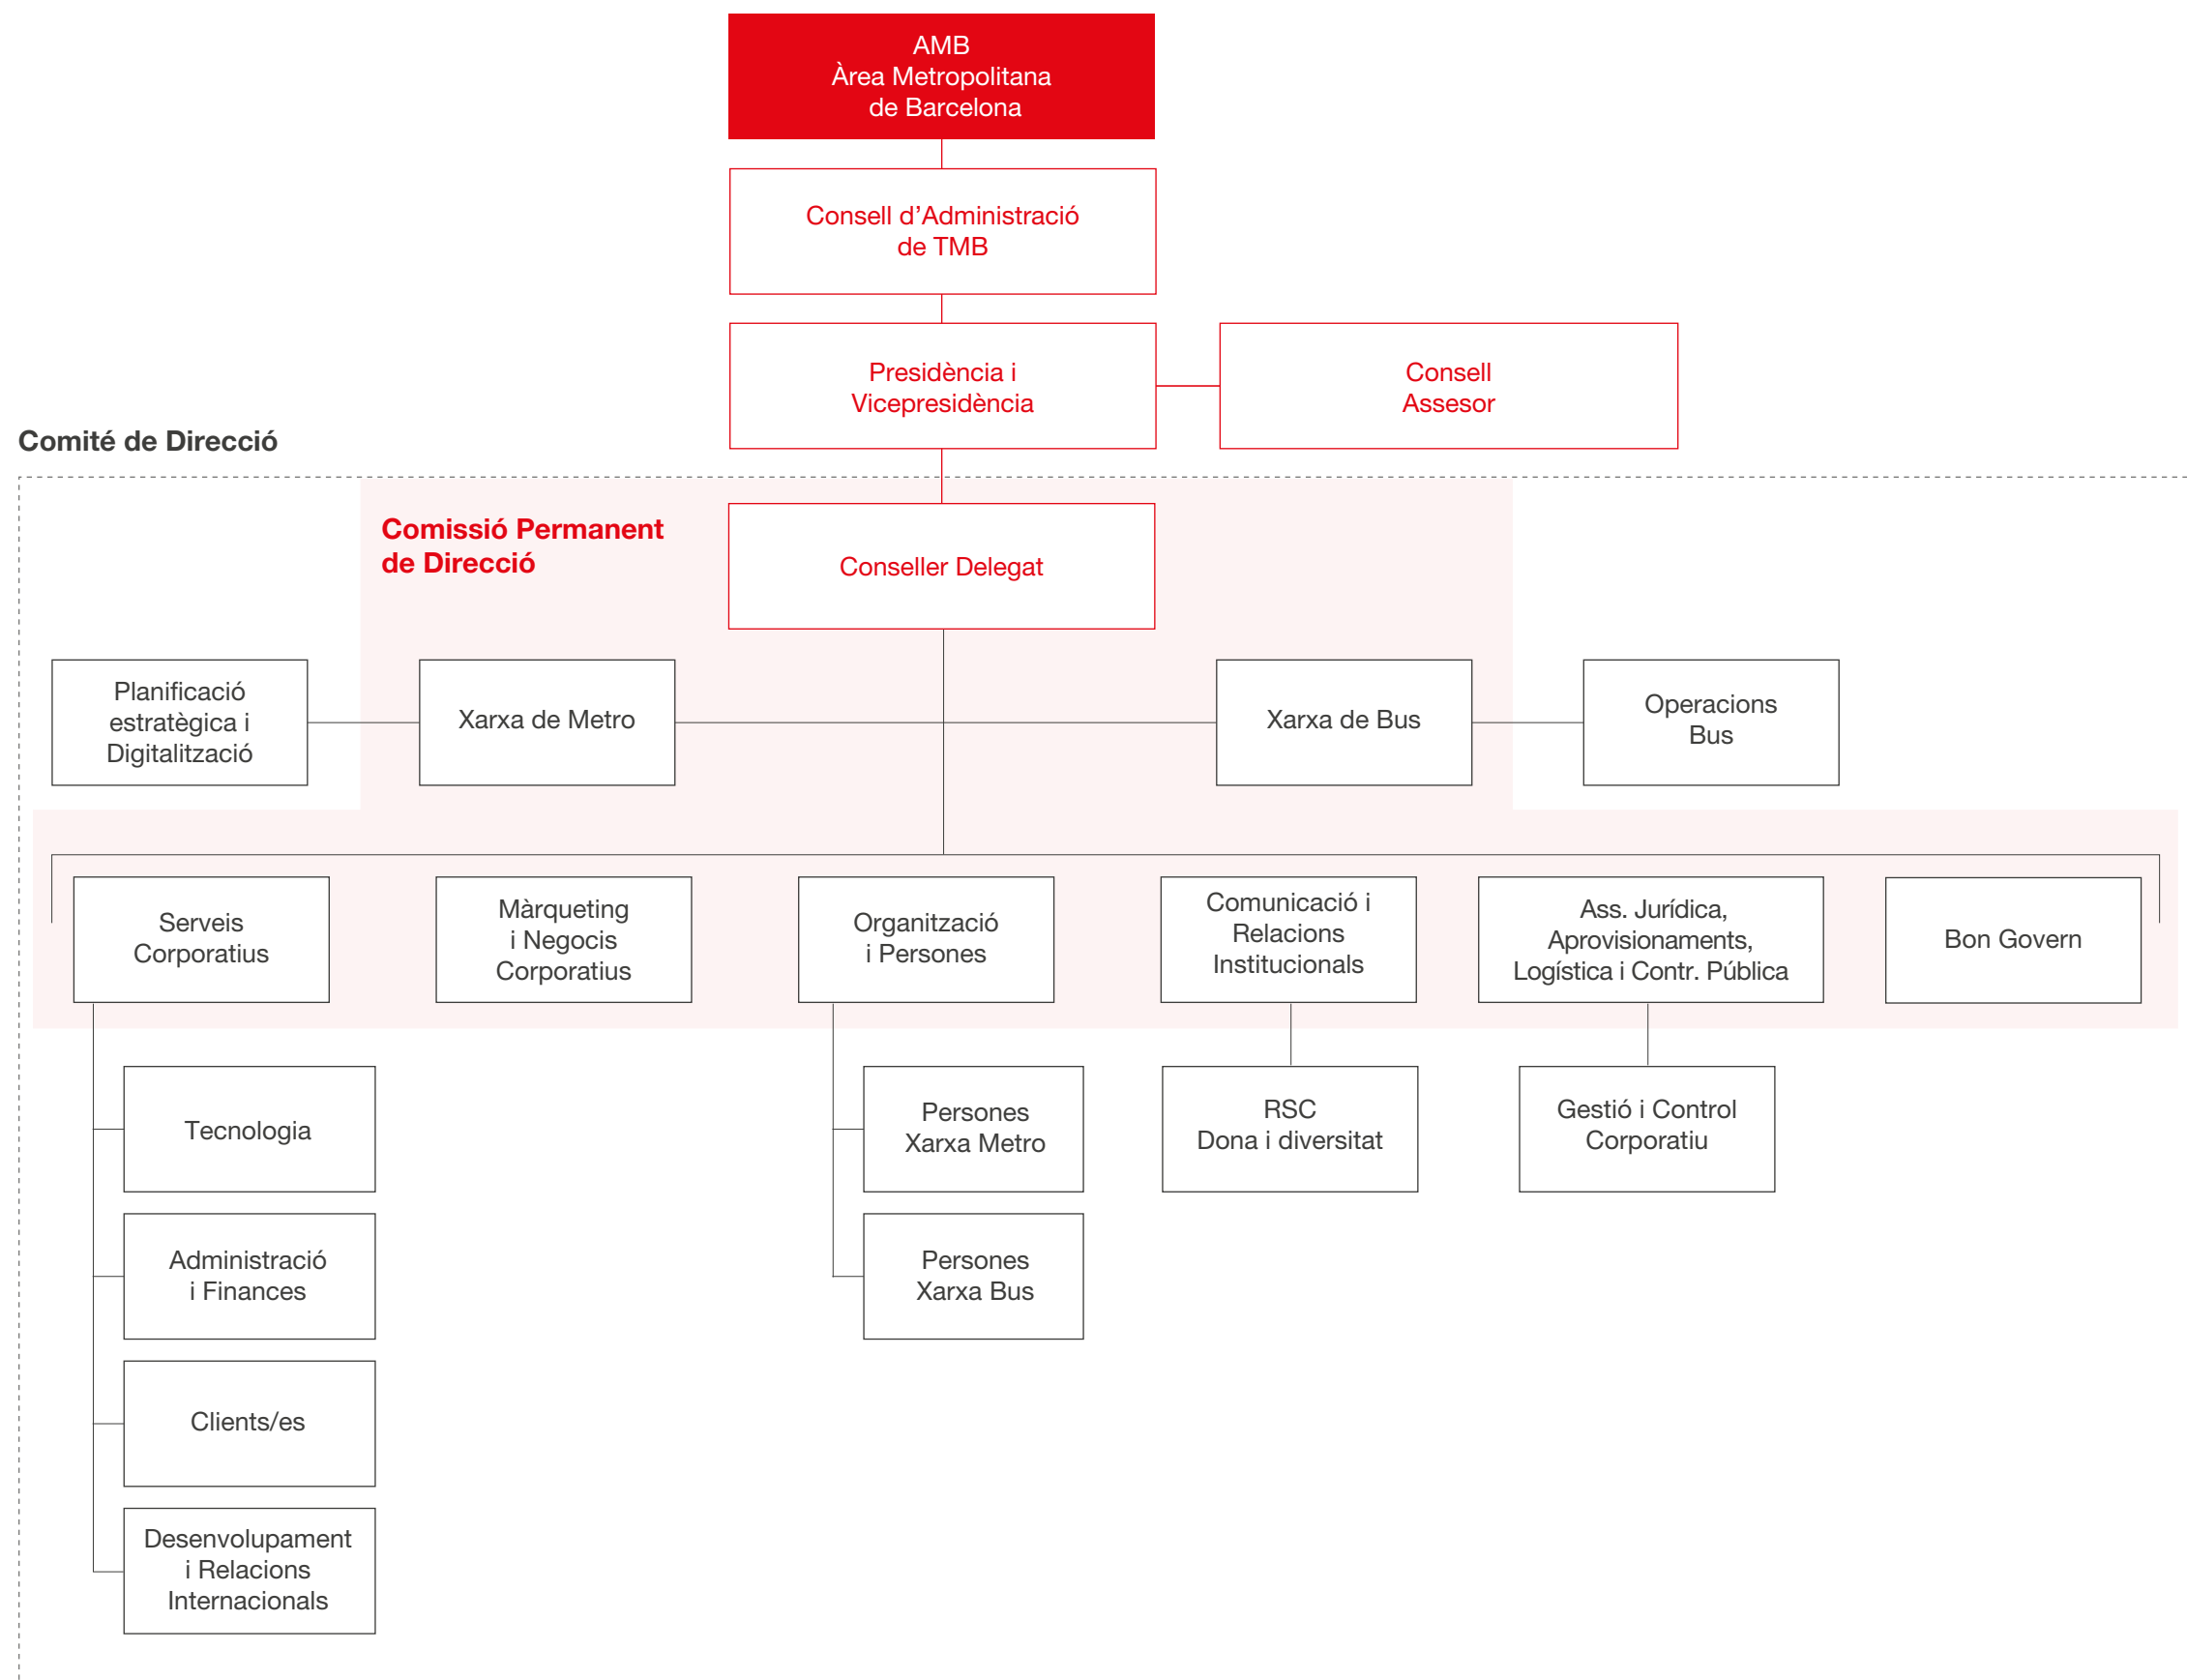 AMB
Àrea Metropolitana
de Barcelona
Consell d’Administració
de TMB
Presidència i
Vicepresidència
Consell
Assesor
Comité de Direcció
Comissió Permanent
de Direcció
Conseller Delegat
Planificació
estratègica i
Digitalització
Xarxa de Metro
Xarxa de Bus
Operacions
Bus
Serveis
Corporatius
Màrqueting
i Negocis
Corporatius
Organització
i Persones
Comunicació i
Relacions
Institucionals
Ass. Jurídica,
Aprovisionaments,
Logística i Contr. Pública
Bon Govern
Tecnologia
Administració
i Finances
Clients/es
Desenvolupament
i Relacions
Internacionals
Persones
Xarxa Metro
Persones
Xarxa Bus
RSC
Dona i diversitat
Gestió i Control
Corporatiu